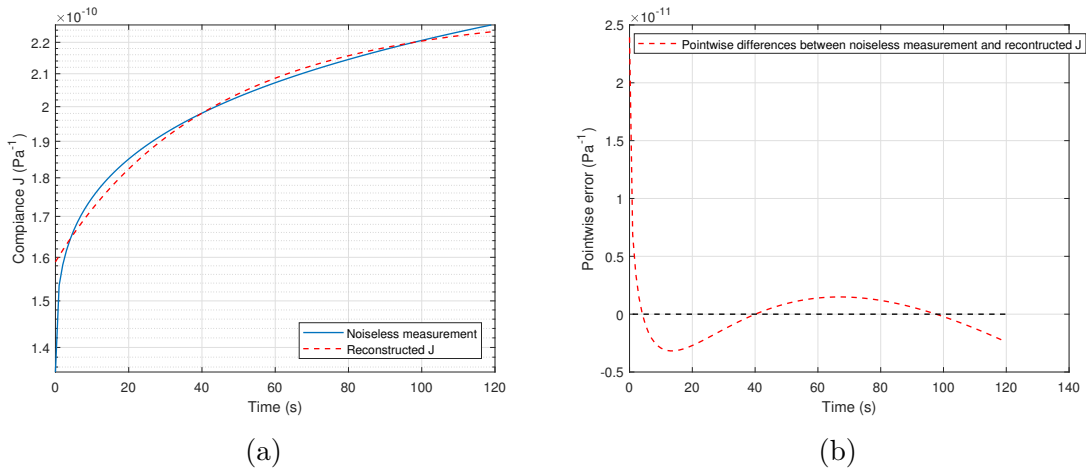 ×10⁻¹⁰
2.2
2.1
2
1.9
1.8
1.7
1.6
1.5
1.4
Compiance J (Pa⁻¹)
Noiseless measurement
Reconstructed J
0 20 40 60 80 100 120
Time (s)
(a)
×10⁻¹¹
2.5
2
1.5
1
0.5
0
-0.5
Pointwise error (Pa⁻¹)
Pointwise differences between noiseless measurement and recontructed J
0 20 40 60 80 100 120 140
Time (s)
(b)